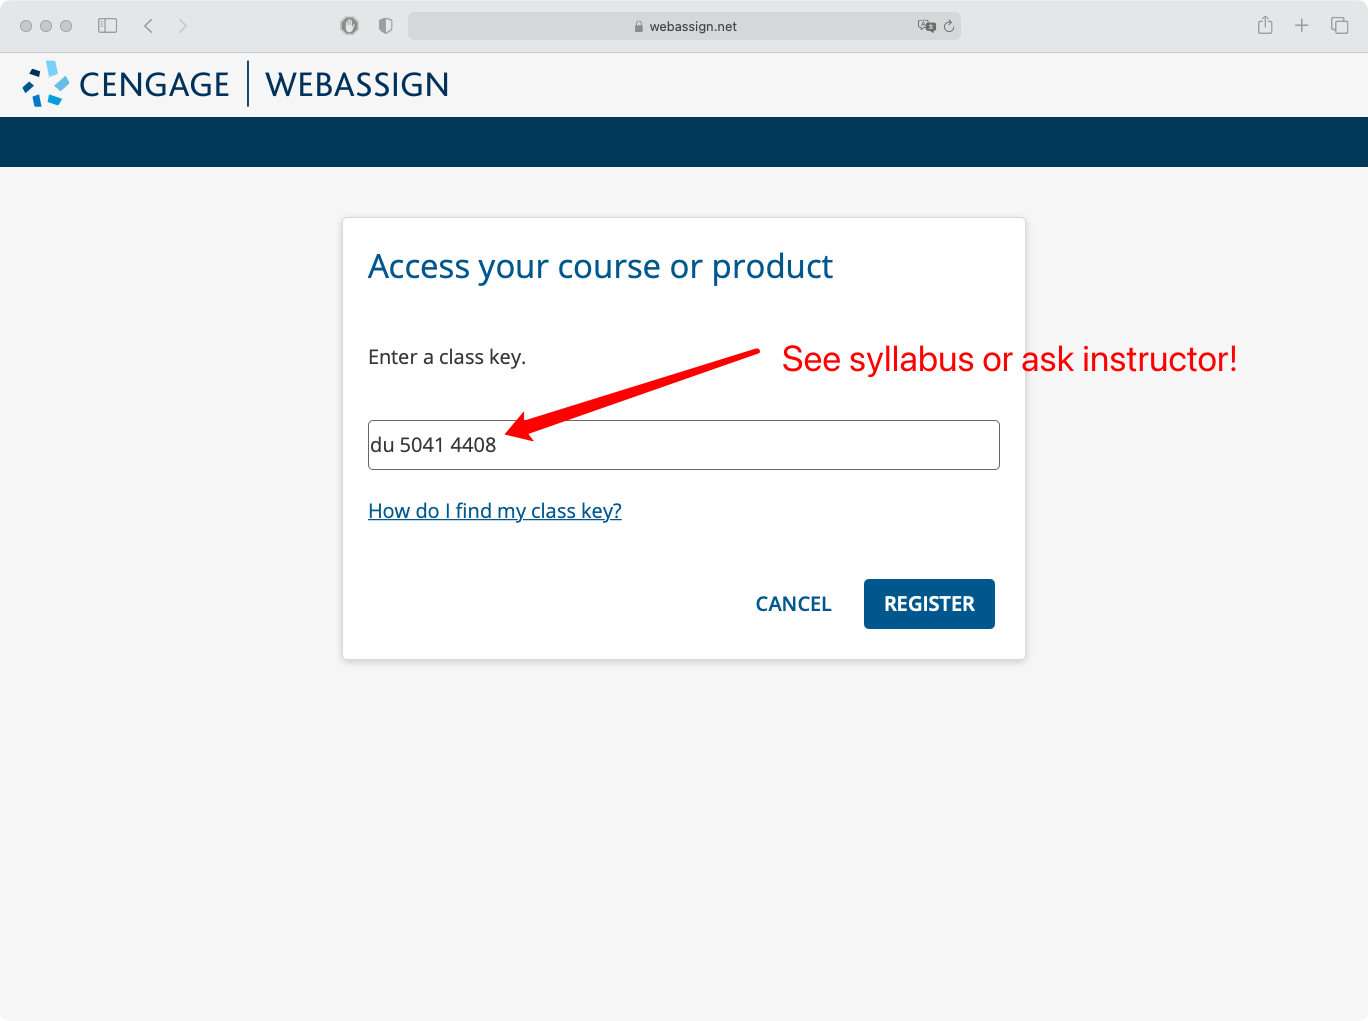 webassign.net
CENGAGE | WEBASSIGN
Access your course or product
Enter a class key.
See syllabus or ask instructor!
du 5041 4408
How do I find my class key?
CANCEL
REGISTER